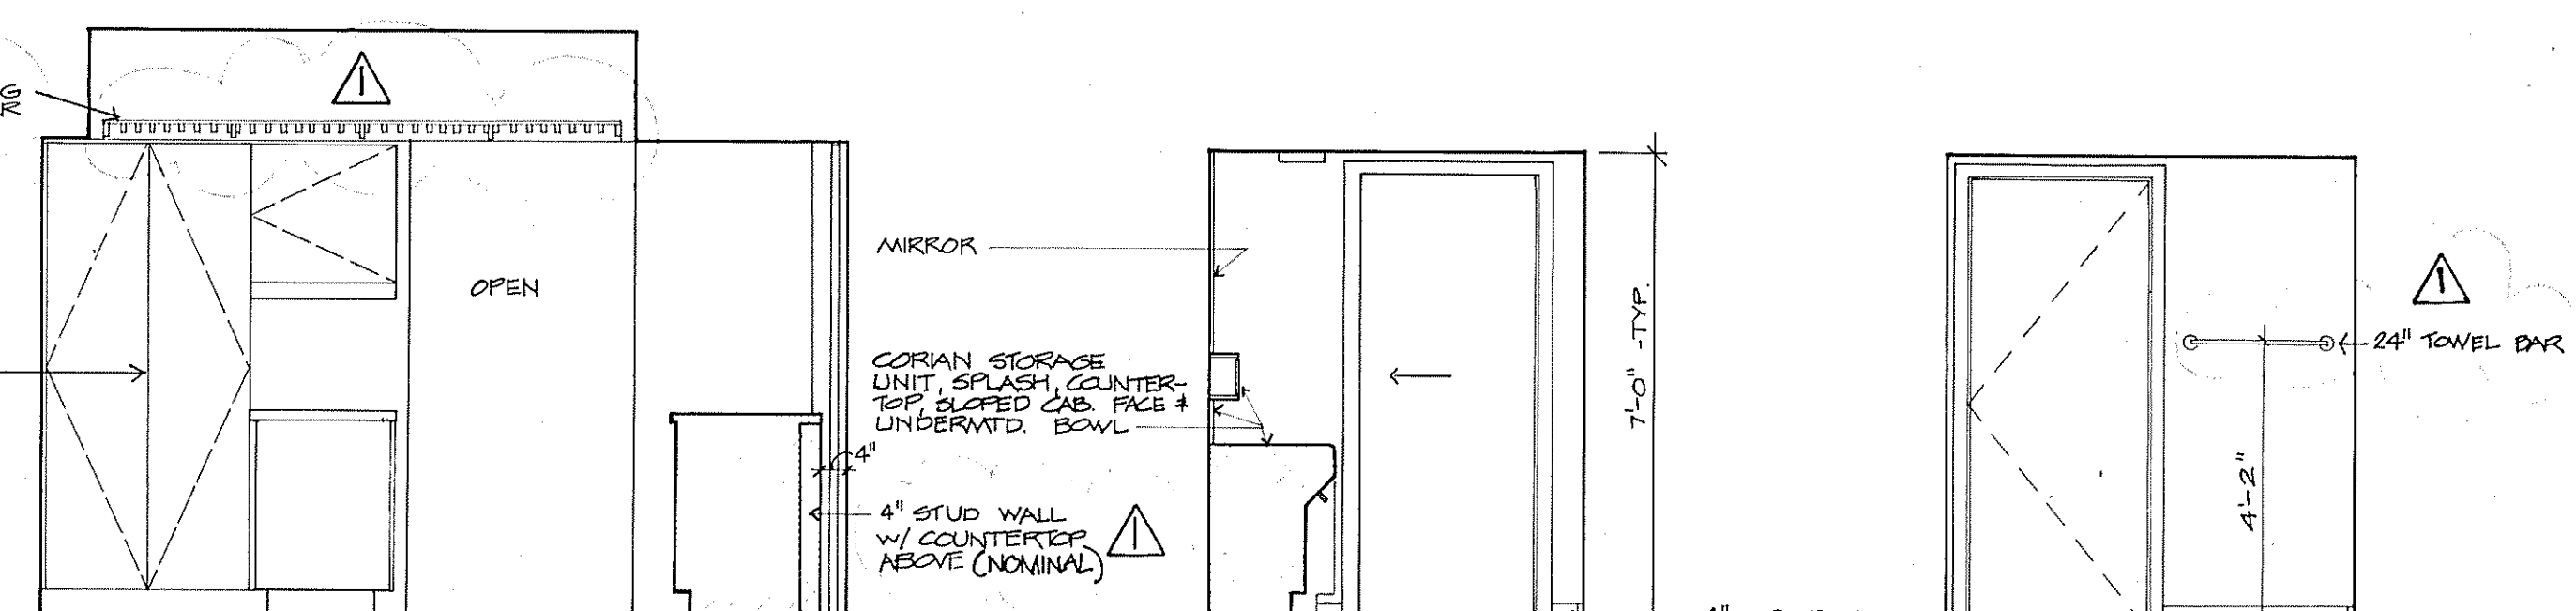 G
R
1
OPEN
MIRROR
CORIAN STORAGE
UNIT, SPLASH, COUNTER-
TOP, SLOPED CAB. FACE &
UNDERMTD. BOWL
4"
4" STUD WALL
W/ COUNTERTOP
ABOVE (NOMINAL)
1
7'-0" -TYP.
1
24" TOWEL BAR
4'-2"